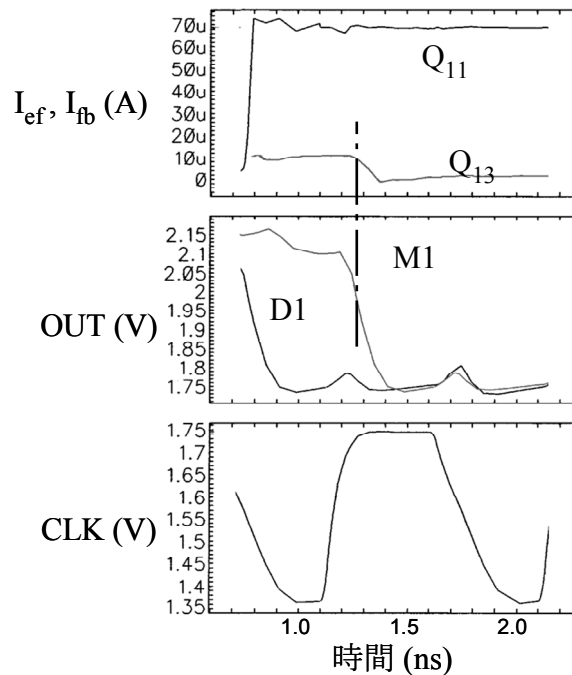 70u
60u
50u
40u
30u
20u
10u
0
I_ef, I_fb (A)
Q_11
Q_13
2.15
2.1
2.05
2
1.95
1.9
1.85
1.8
1.75
OUT (V)
D1
M1
1.75
1.7
1.65
1.6
1.55
1.5
1.45
1.4
1.35
CLK (V)
1.0
1.5
2.0
時間 (ns)